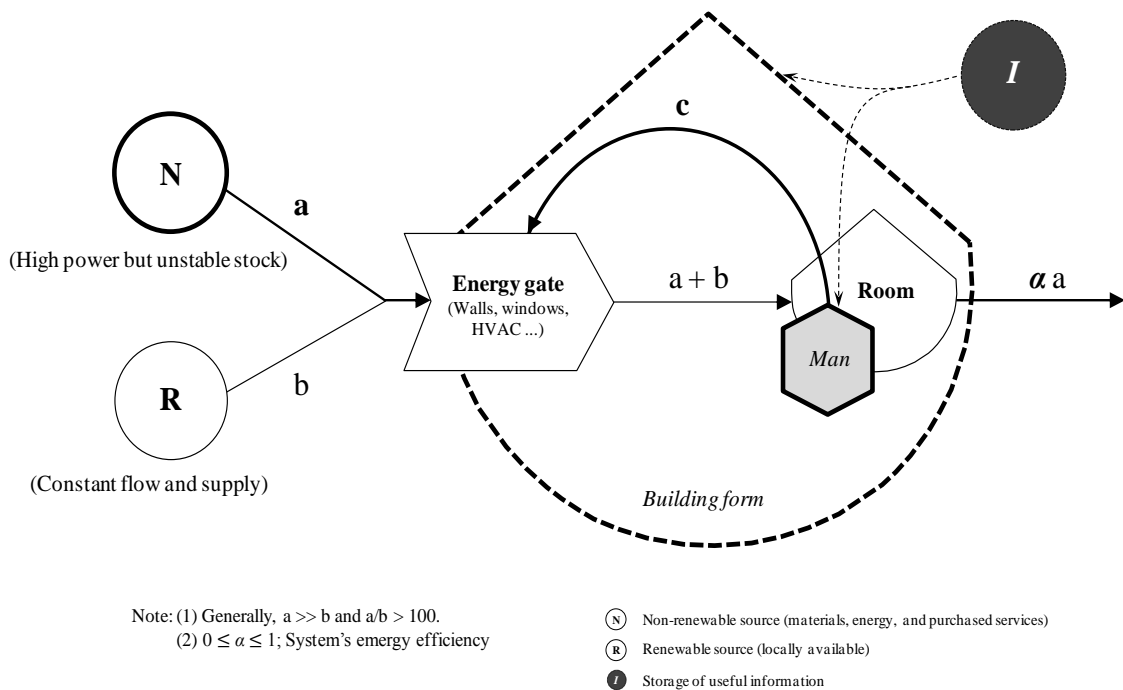 I
c
N
a
(High power but unstable stock)
Energy gate
(Walls, windows,
HVAC ...)
a + b
Room
α a
Man
R
b
(Constant flow and supply)
Building form
Note: (1) Generally, a >> b and a/b > 100.
(2) 0 ≤ α ≤ 1; System's emergy efficiency
N Non-renewable source (materials, energy, and purchased services)
R Renewable source (locally available)
I Storage of useful information